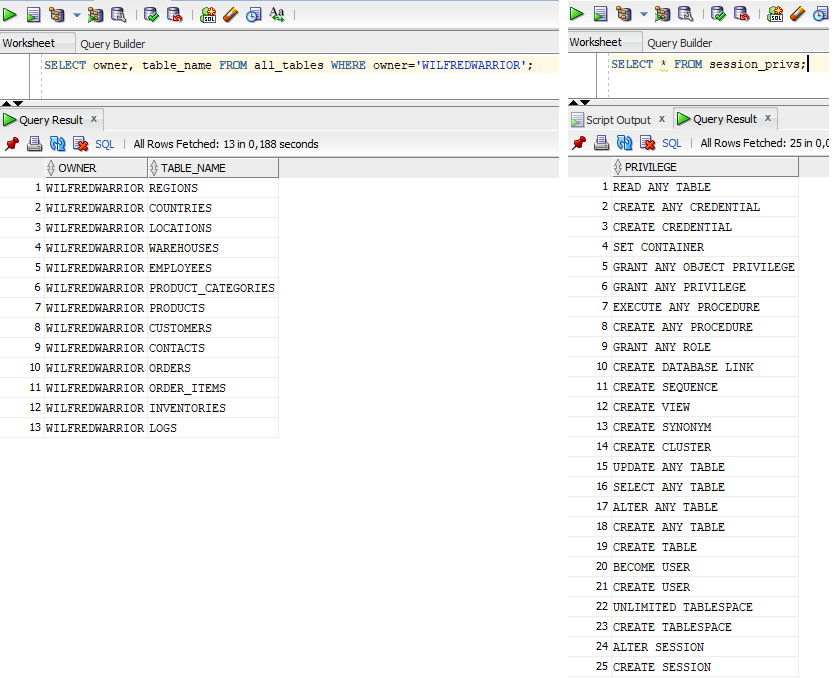 Worksheet Query Builder
SELECT owner, table_name FROM all_tables WHERE owner='WILFREDWARRIOR';
Query Result x
SQL | All Rows Fetched: 13 in 0,188 seconds
OWNER TABLE_NAME
1 WILFREDWARRIOR REGIONS
2 WILFREDWARRIOR COUNTRIES
3 WILFREDWARRIOR LOCATIONS
4 WILFREDWARRIOR WAREHOUSES
5 WILFREDWARRIOR EMPLOYEES
6 WILFREDWARRIOR PRODUCT_CATEGORIES
7 WILFREDWARRIOR PRODUCTS
8 WILFREDWARRIOR CUSTOMERS
9 WILFREDWARRIOR CONTACTS
10 WILFREDWARRIOR ORDERS
11 WILFREDWARRIOR ORDER_ITEMS
12 WILFREDWARRIOR INVENTORIES
13 WILFREDWARRIOR LOGS
Worksheet Query Builder
SELECT * FROM session_privs;
Script Output x Query Result x
SQL | All Rows Fetched: 25 in 0,0
PRIVILEGE
1 READ ANY TABLE
2 CREATE ANY CREDENTIAL
3 CREATE CREDENTIAL
4 SET CONTAINER
5 GRANT ANY OBJECT PRIVILEGE
6 GRANT ANY PRIVILEGE
7 EXECUTE ANY PROCEDURE
8 CREATE ANY PROCEDURE
9 GRANT ANY ROLE
10 CREATE DATABASE LINK
11 CREATE SEQUENCE
12 CREATE VIEW
13 CREATE SYNONYM
14 CREATE CLUSTER
15 UPDATE ANY TABLE
16 SELECT ANY TABLE
17 ALTER ANY TABLE
18 CREATE ANY TABLE
19 CREATE TABLE
20 BECOME USER
21 CREATE USER
22 UNLIMITED TABLESPACE
23 CREATE TABLESPACE
24 ALTER SESSION
25 CREATE SESSION